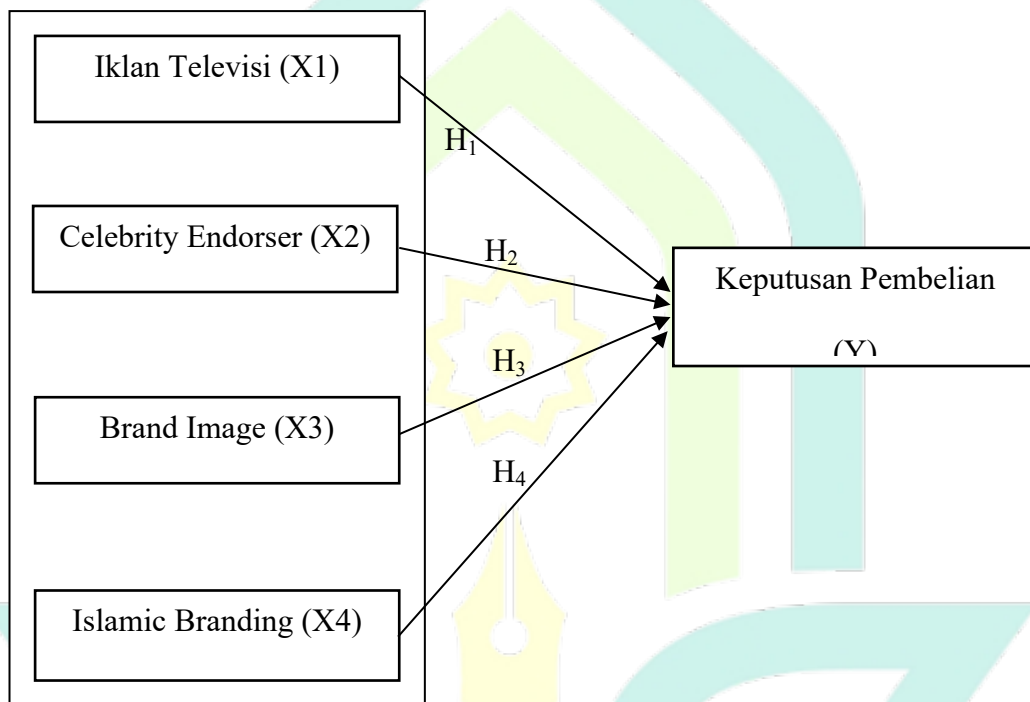 Iklan Televisi (X1)
H₁
Celebrity Endorser (X2)
H₂
Keputusan Pembelian
(Y)
H₃
Brand Image (X3)
H₄
Islamic Branding (X4)